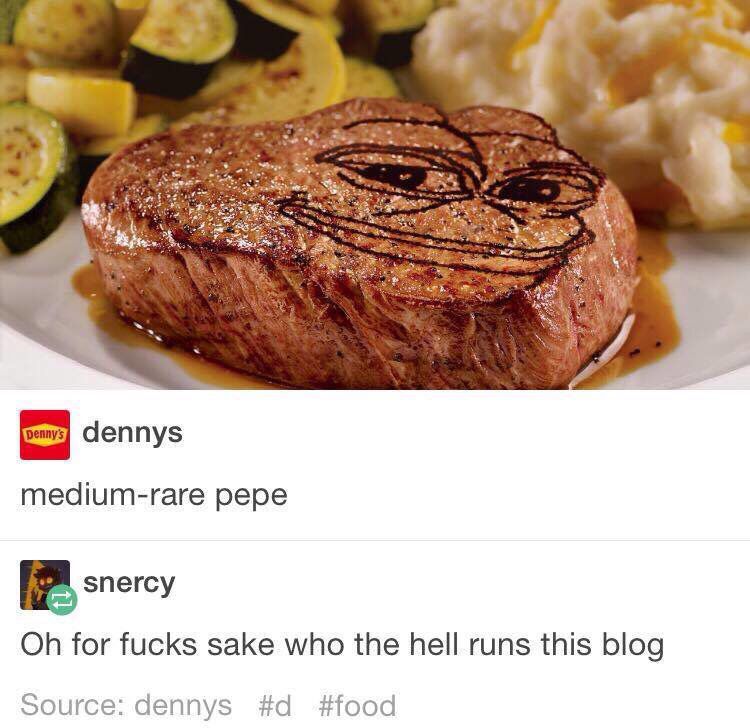 Denny's
dennys
medium-rare pepe
snercy
Oh for fucks sake who the hell runs this blog
Source: dennys #d #food